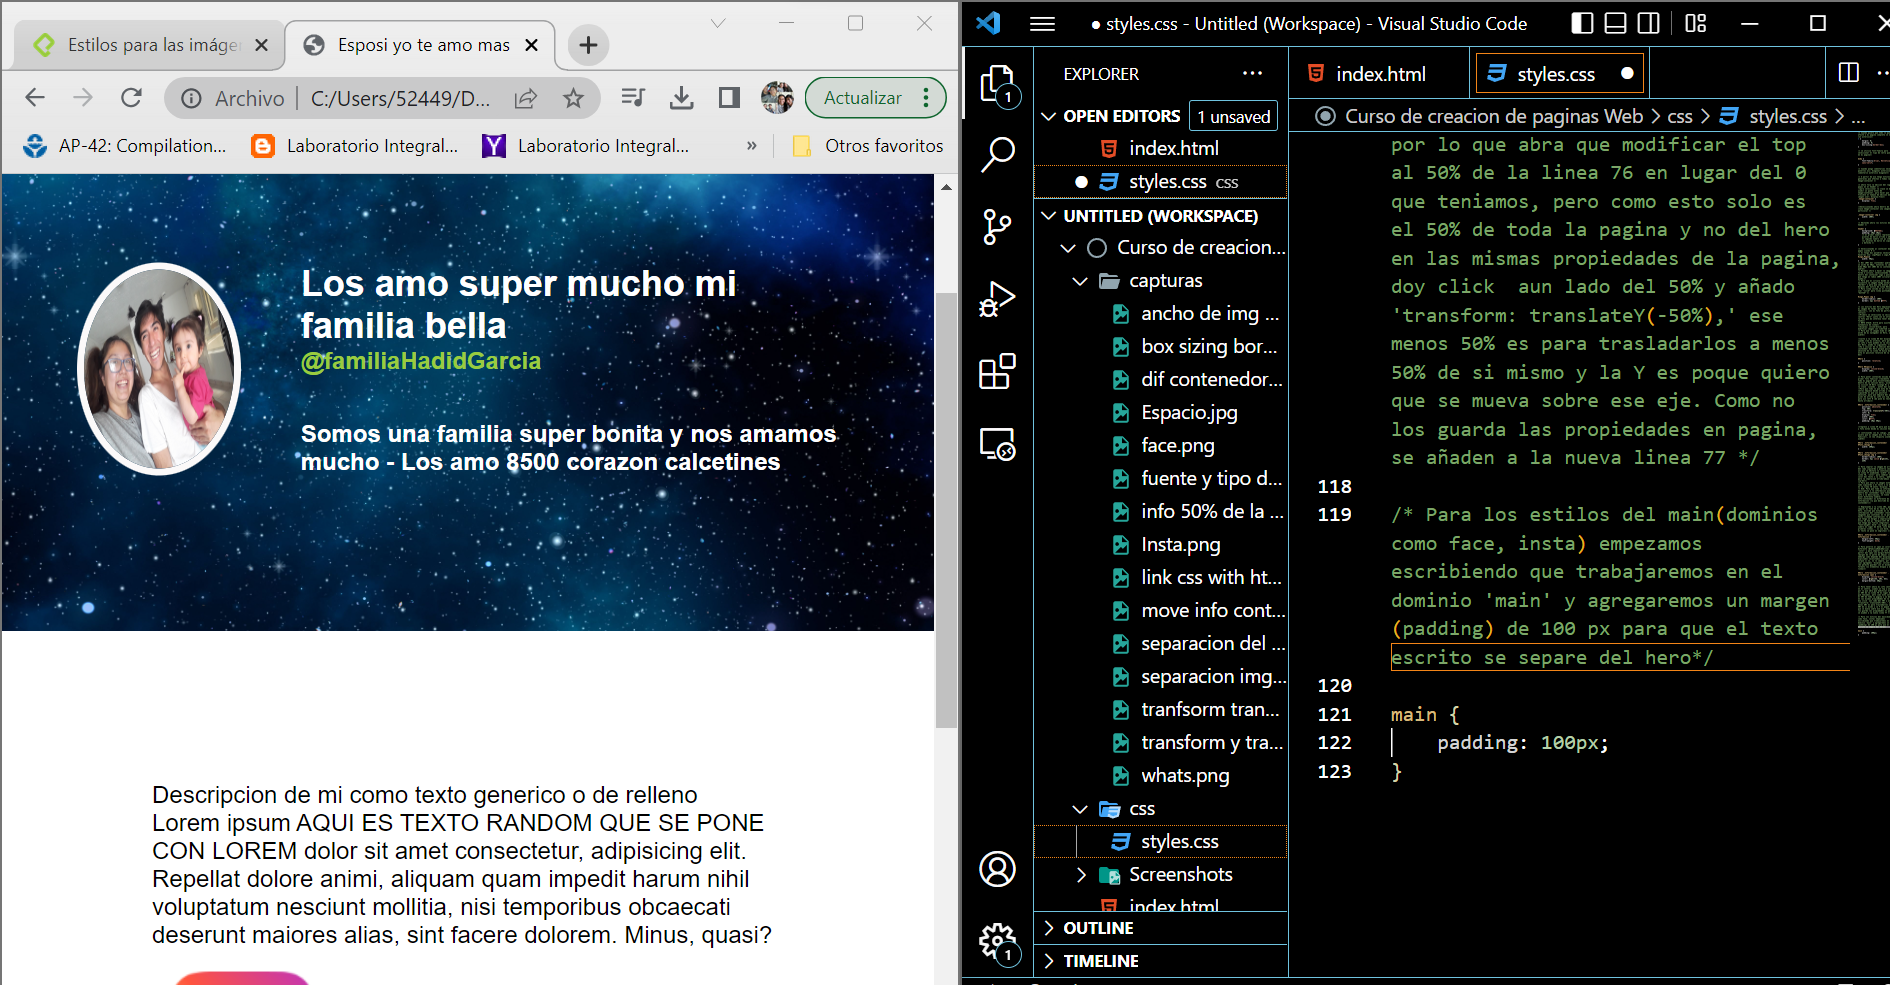 Estilos para las imáge
Esposi yo te amo mas
Archivo
C:/Users/52449/D...
Actualizar
AP-42: Compilation...
Laboratorio Integral...
Laboratorio Integral...
»
Otros favoritos
Los amo super mucho mi
familia bella
@familiaHadidGarcia
Somos una familia super bonita y nos amamos
mucho - Los amo 8500 corazon calcetines
Descripcion de mi como texto generico o de relleno
Lorem ipsum AQUI ES TEXTO RANDOM QUE SE PONE
CON LOREM dolor sit amet consectetur, adipisicing elit.
Repellat dolore animi, aliquam quam impedit harum nihil
voluptatum nesciunt mollitia, nisi temporibus obcaecati
deserunt maiores alias, sint facere dolorem. Minus, quasi?
● styles.css - Untitled (Workspace) - Visual Studio Code
1
1
EXPLORER
OPEN EDITORS
1 unsaved
index.html
styles.css css
UNTITLED (WORKSPACE)
Curso de creacion...
capturas
ancho de img ...
box sizing bor...
dif contenedor...
Espacio.jpg
face.png
fuente y tipo d...
info 50% de la ...
Insta.png
link css with ht...
move info cont...
separacion del ...
separacion img...
tranfsorm tran...
transform y tra...
whats.png
css
styles.css
Screenshots
index.html
OUTLINE
TIMELINE
index.html
styles.css
Curso de creacion de paginas Web > css > styles.css > ...
por lo que abra que modificar el top
al 50% de la linea 76 en lugar del 0
que teniamos, pero como esto solo es
el 50% de toda la pagina y no del hero
en las mismas propiedades de la pagina,
doy click  aun lado del 50% y añado
'transform: translateY(-50%),' ese
menos 50% es para trasladarlos a menos
50% de si mismo y la Y es poque quiero
que se mueva sobre ese eje. Como no
los guarda las propiedades en pagina,
se añaden a la nueva linea 77 */
118
119 /* Para los estilos del main(dominios
como face, insta) empezamos
escribiendo que trabajaremos en el
dominio 'main' y agregaremos un margen
(padding) de 100 px para que el texto
escrito se separe del hero*/
120
121 main {
122 padding: 100px;
123 }